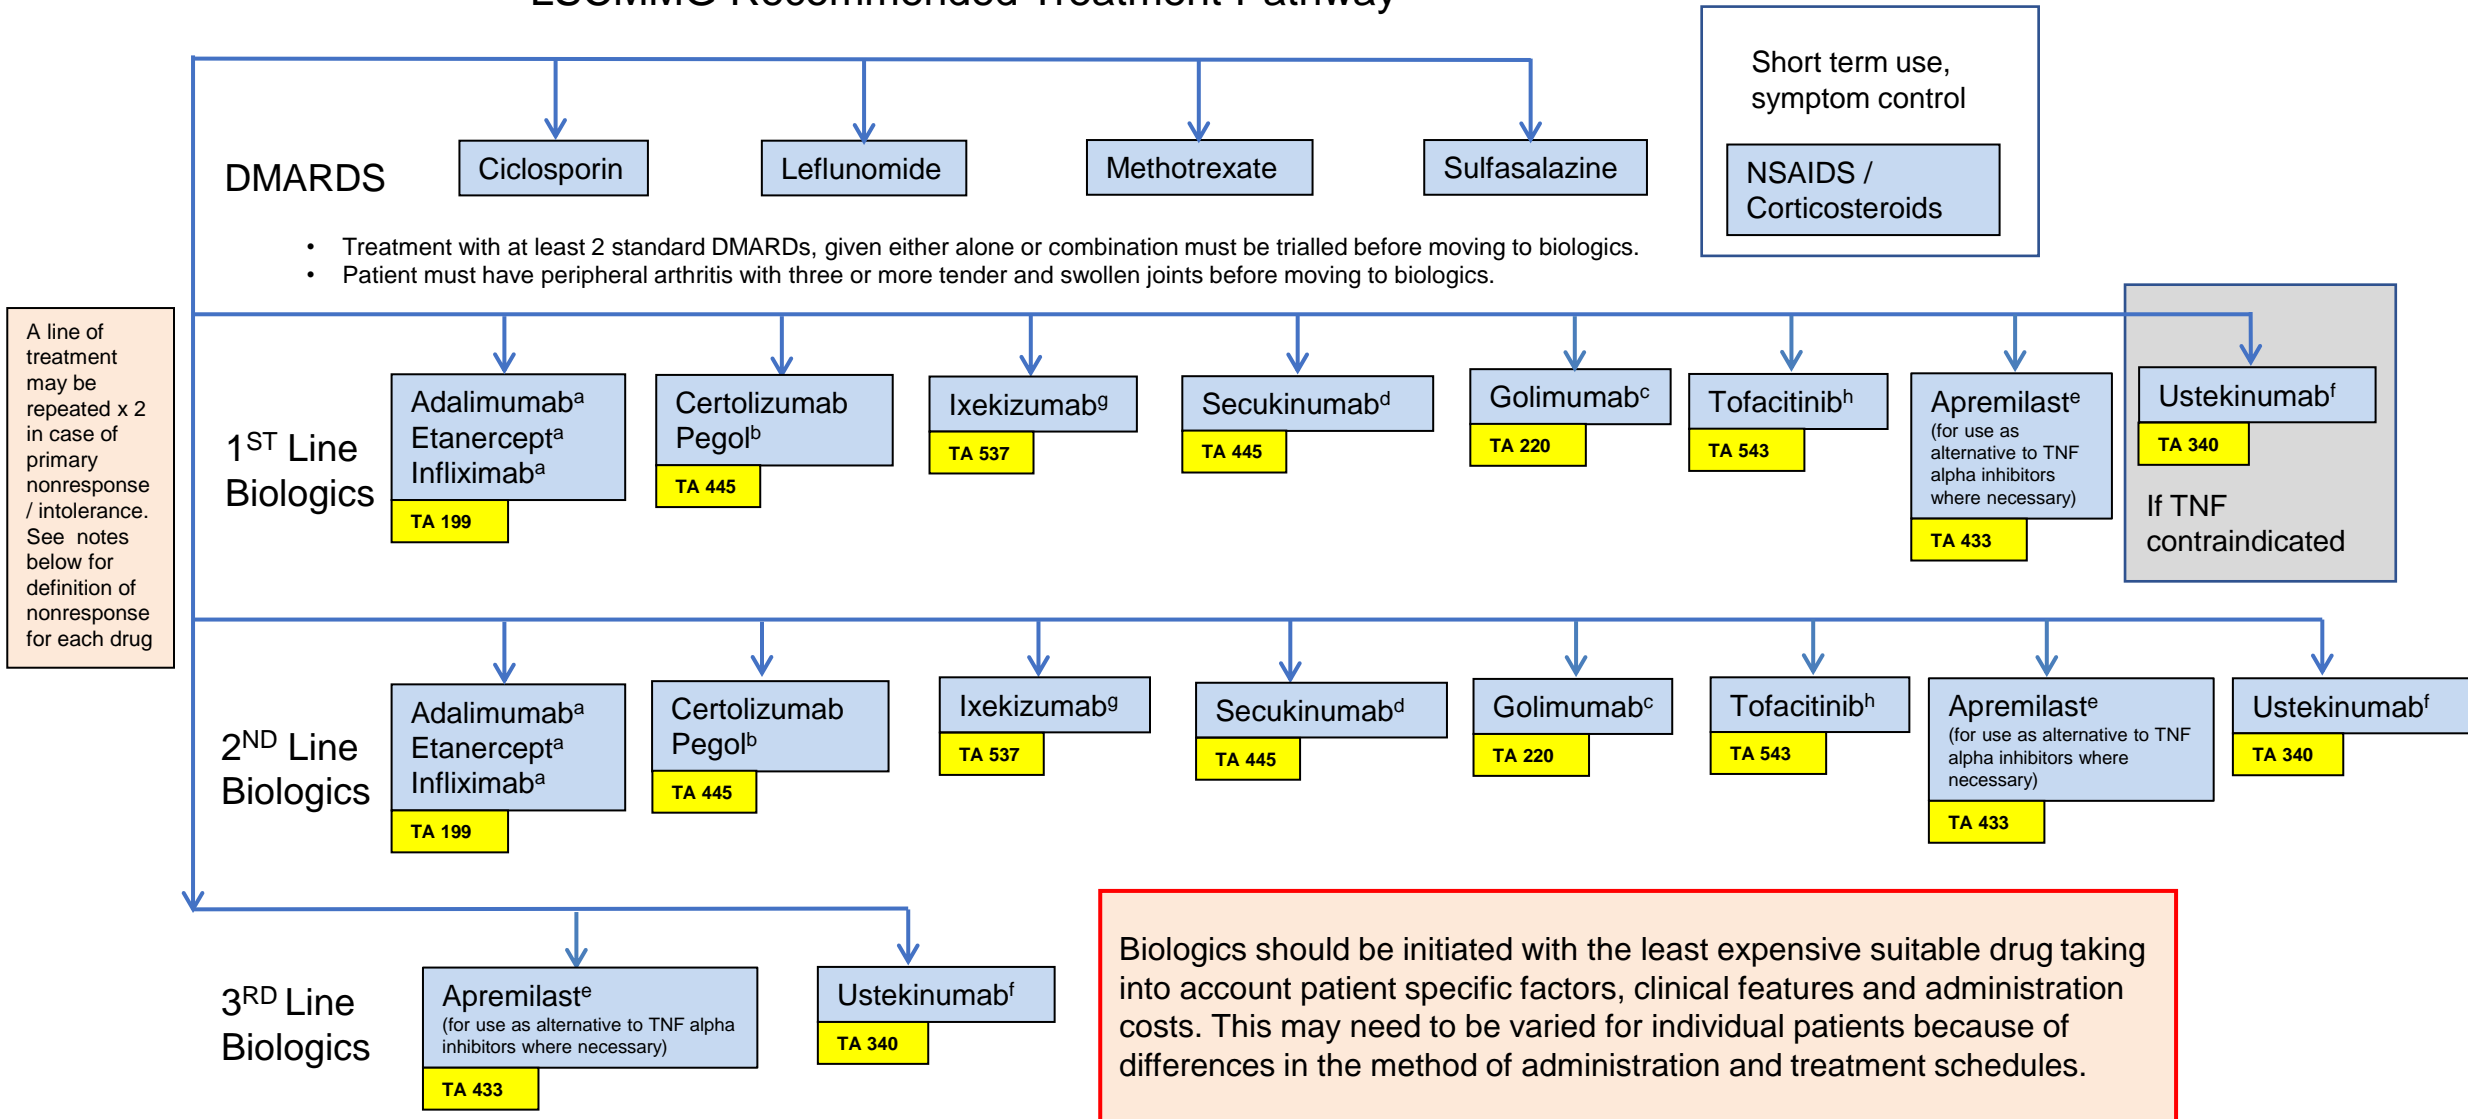 LSCMMG Recommended Treatment Pathway
Short term use,
symptom control
NSAIDS /
Corticosteroids
DMARDS
Ciclosporin
Leflunomide
Methotrexate
Sulfasalazine
• Treatment with at least 2 standard DMARDs, given either alone or combination must be trialled before moving to biologics.
• Patient must have peripheral arthritis with three or more tender and swollen joints before moving to biologics.
A line of
treatment
may be
repeated x 2
in case of
primary
nonresponse
/ intolerance.
See notes
below for
definition of
nonresponse
for each drug
1ST Line
Biologics
Adalimumabᵃ
Etanerceptᵃ
Infliximabᵃ
TA 199
Certolizumab
Pegolᵇ
TA 445
Ixekizumabᵍ
TA 537
Secukinumabᵈ
TA 445
Golimumabᶜ
TA 220
Tofacitinibʰ
TA 543
Apremilastᵉ
(for use as
alternative to TNF
alpha inhibitors
where necessary)
TA 433
Ustekinumabᶠ
TA 340
If TNF
contraindicated
2ND Line
Biologics
Adalimumabᵃ
Etanerceptᵃ
Infliximabᵃ
TA 199
Certolizumab
Pegolᵇ
TA 445
Ixekizumabᵍ
TA 537
Secukinumabᵈ
TA 445
Golimumabᶜ
TA 220
Tofacitinibʰ
TA 543
Apremilastᵉ
(for use as alternative to TNF
alpha inhibitors where
necessary)
TA 433
Ustekinumabᶠ
TA 340
3RD Line
Biologics
Apremilastᵉ
(for use as alternative to TNF alpha
inhibitors where necessary)
TA 433
Ustekinumabᶠ
TA 340
Biologics should be initiated with the least expensive suitable drug taking
into account patient specific factors, clinical features and administration
costs. This may need to be varied for individual patients because of
differences in the method of administration and treatment schedules.